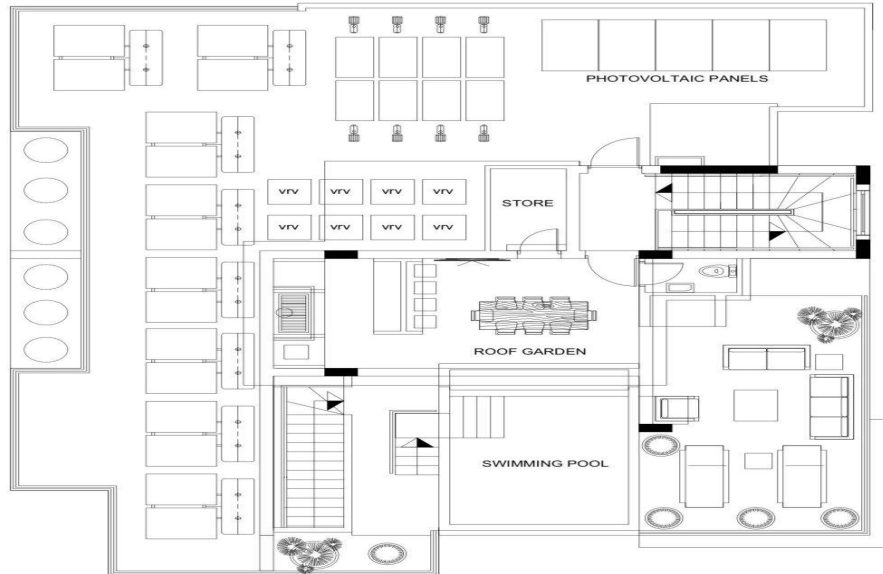 PHOTOVOLTAIC PANELS
vrv vrv vrv vrv
STORE
vrv vrv vrv vrv
ROOF GARDEN
SWIMMING POOL